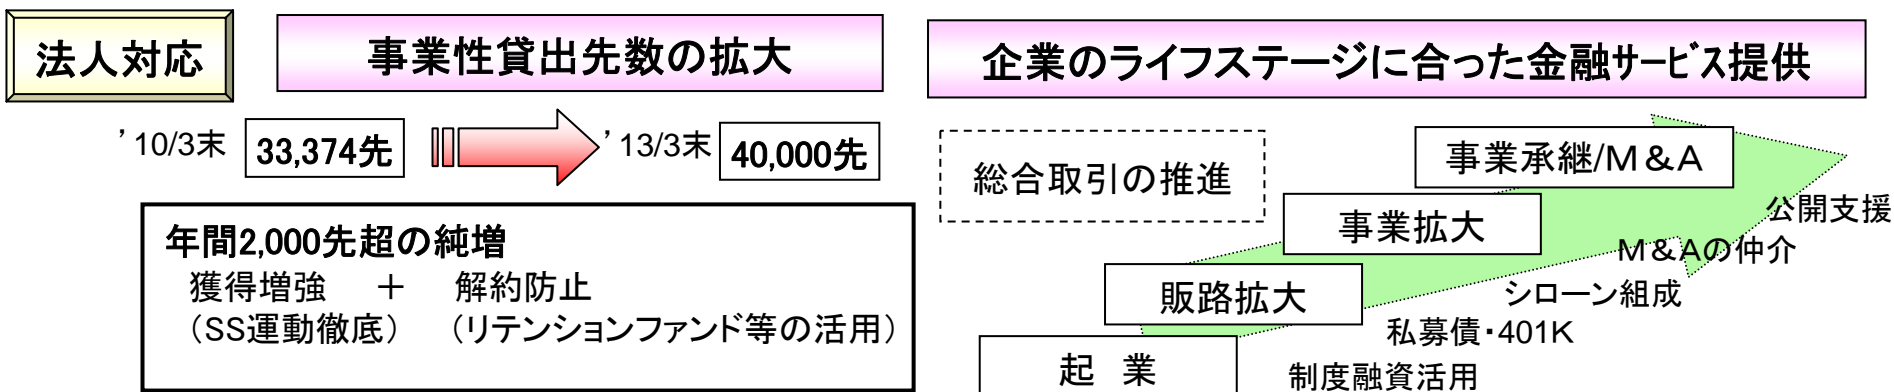 法人対応
事業性貸出先数の拡大
’10/3末
33,374先
’13/3末
40,000先
年間2,000先超の純増
獲得増強 ＋ 解約防止
（SS運動徹底） （リテンションファンド等の活用）
企業のライフステージに合った金融ｻｰﾋﾞｽ提供
総合取引の推進
事業承継/Ｍ＆Ａ
公開支援
事業拡大
Ｍ＆Ａの仲介
販路拡大
シローン組成
私募債・401K
起 業
制度融資活用